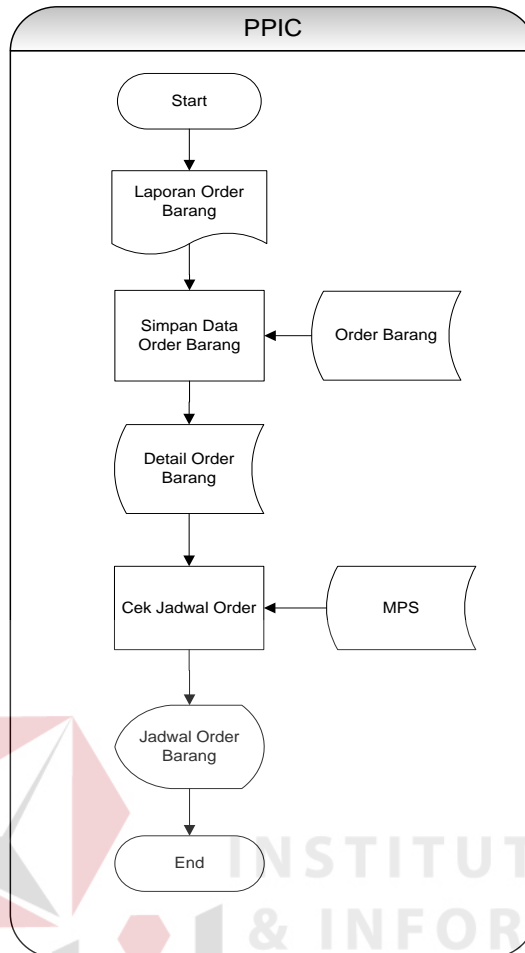 PPIC
Start
Laporan Order
Barang
Simpan Data
Order Barang
Order Barang
Detail Order
Barang
Cek Jadwal Order
MPS
Jadwal Order
Barang
End
INSTITUT
& INFOR